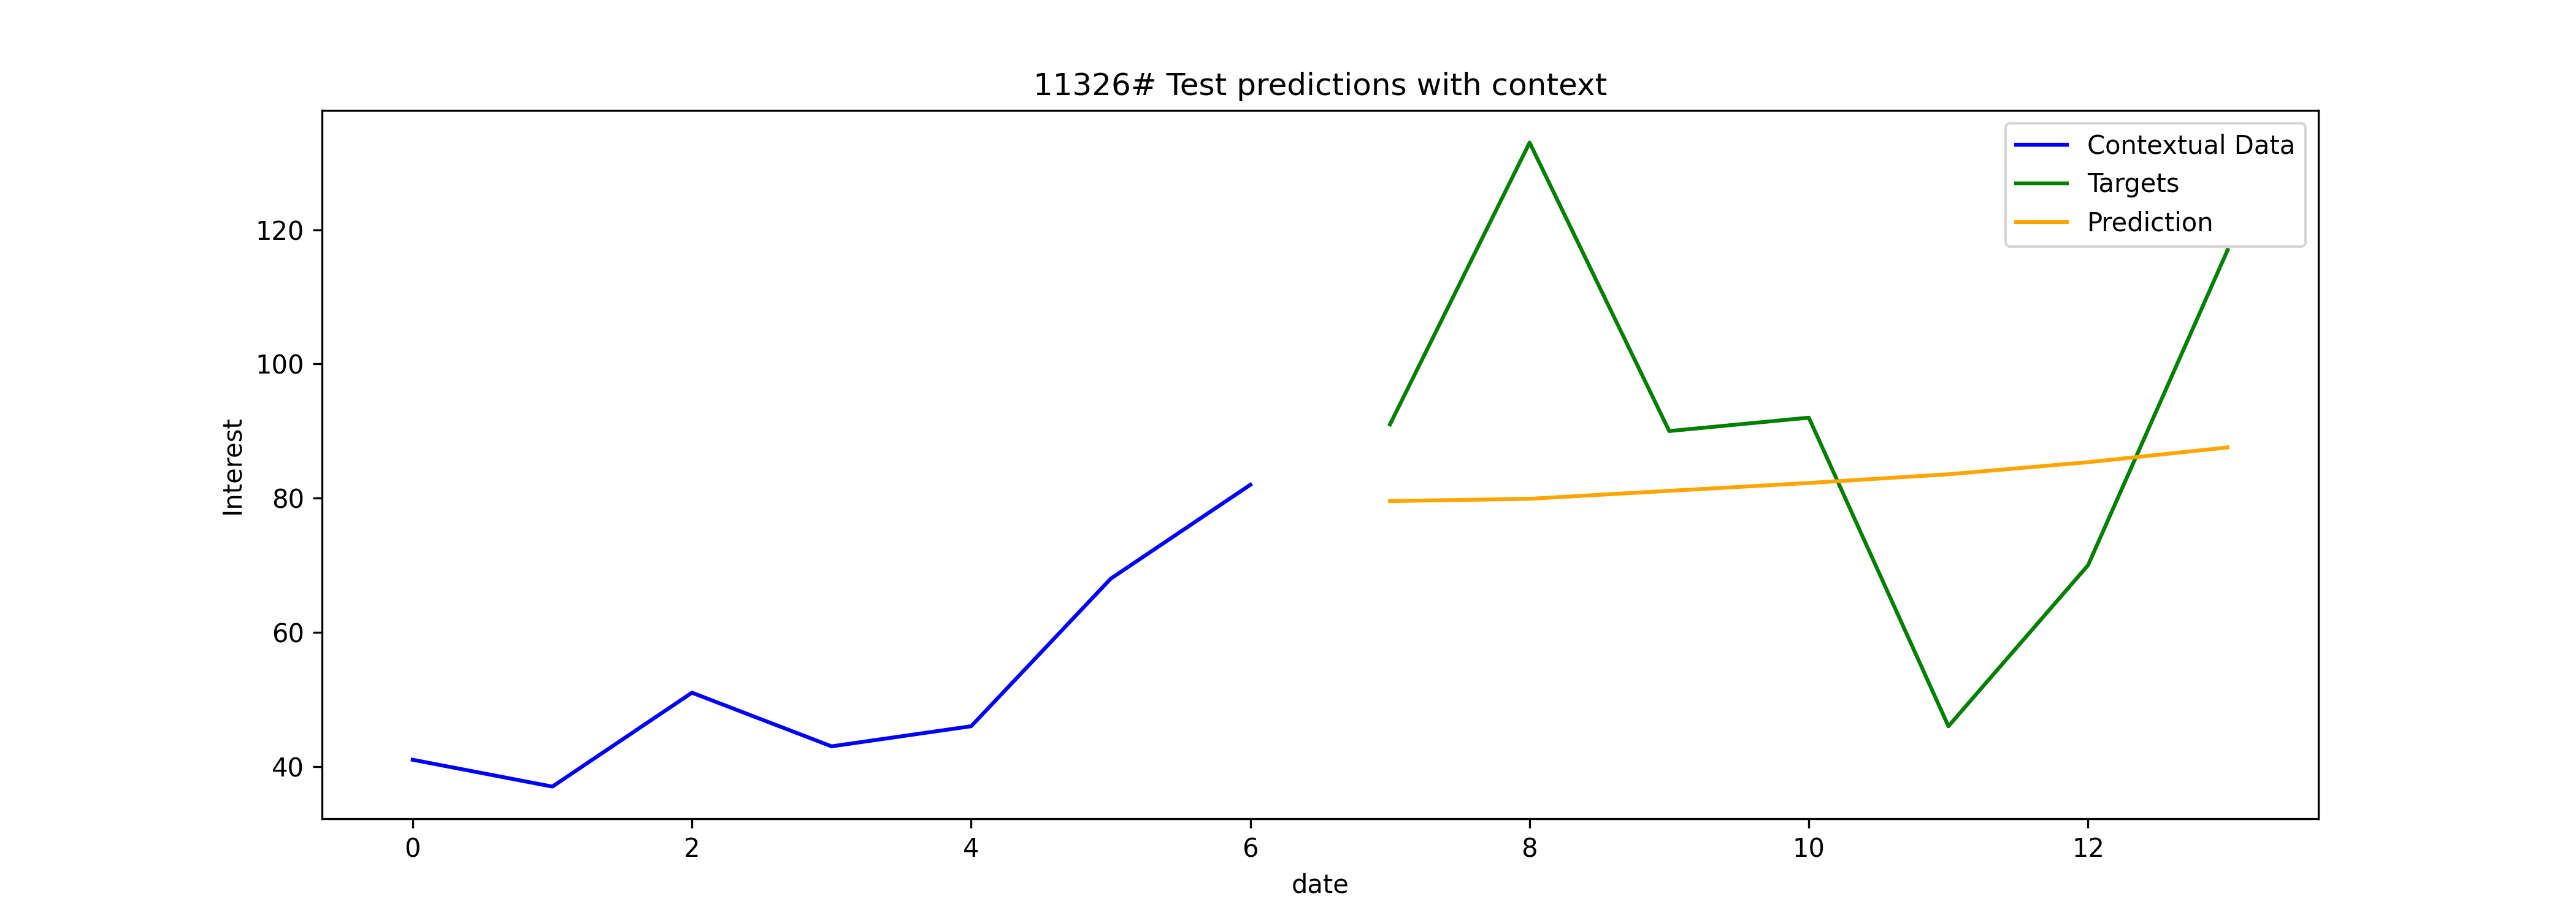 11326# Test predictions with context
Contextual Data
Targets
Prediction
120
100
80
60
40
Interest
0 2 4 6 8 10 12
date